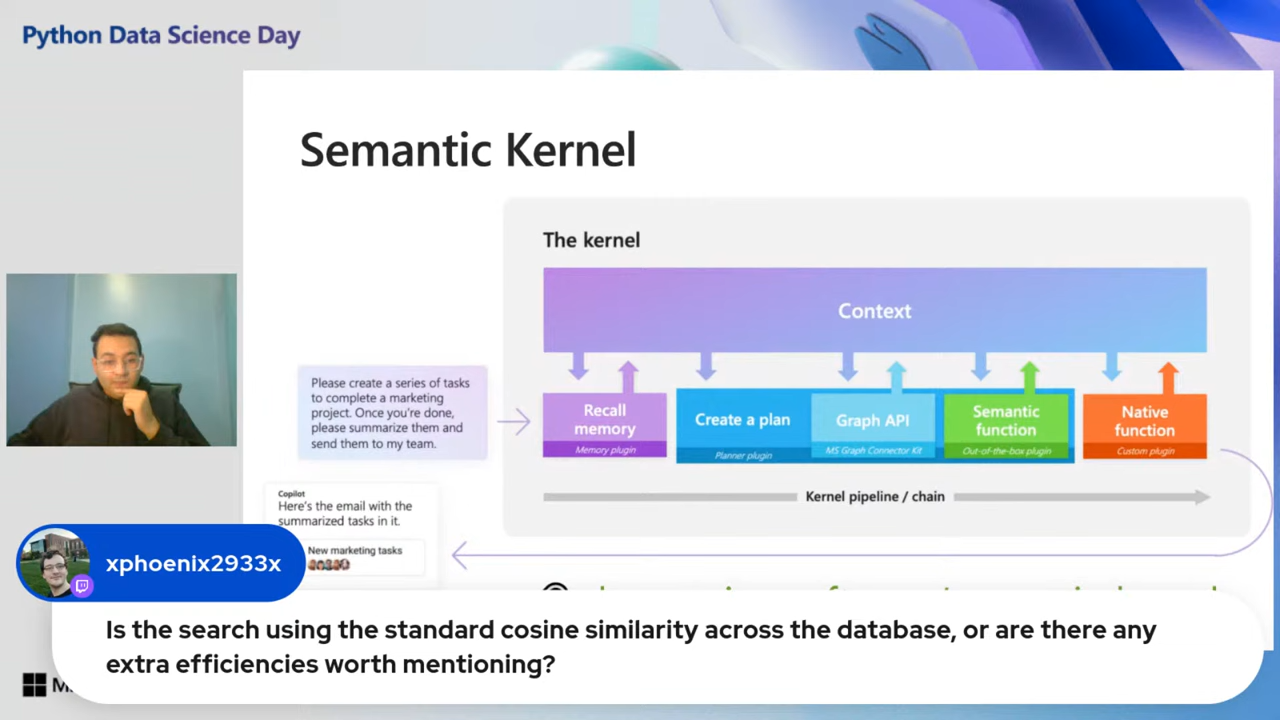 Python Data Science Day
Semantic Kernel
The kernel
Context
Please create a series of tasks
to complete a marketing
project. Once you're done,
please summarize them and
send them to my team.
Recall
memory
Memory plugin
Create a plan
Planner plugin
Graph API
MS Graph Connector Kit
Semantic
function
Out-of-the-box plugin
Native
function
Custom plugin
Kernel pipeline / chain
Copilot
Here's the email with the
summarized tasks in it.
New marketing tasks
xphoenix2933x
Is the search using the standard cosine similarity across the database, or are there any
extra efficiencies worth mentioning?